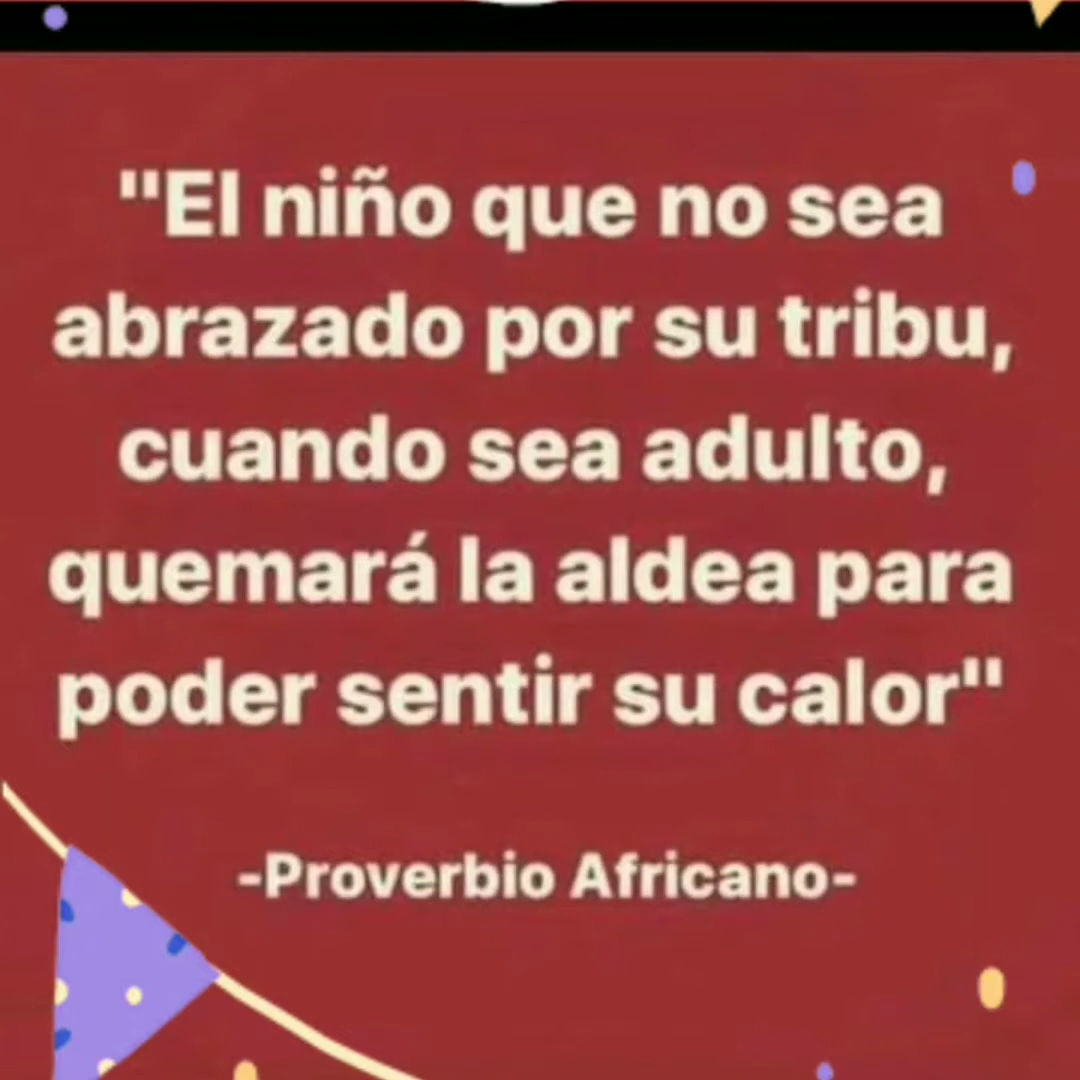 "El niño que no sea
abrazado por su tribu,
cuando sea adulto,
quemará la aldea para
poder sentir su calor"
-Proverbio Africano-